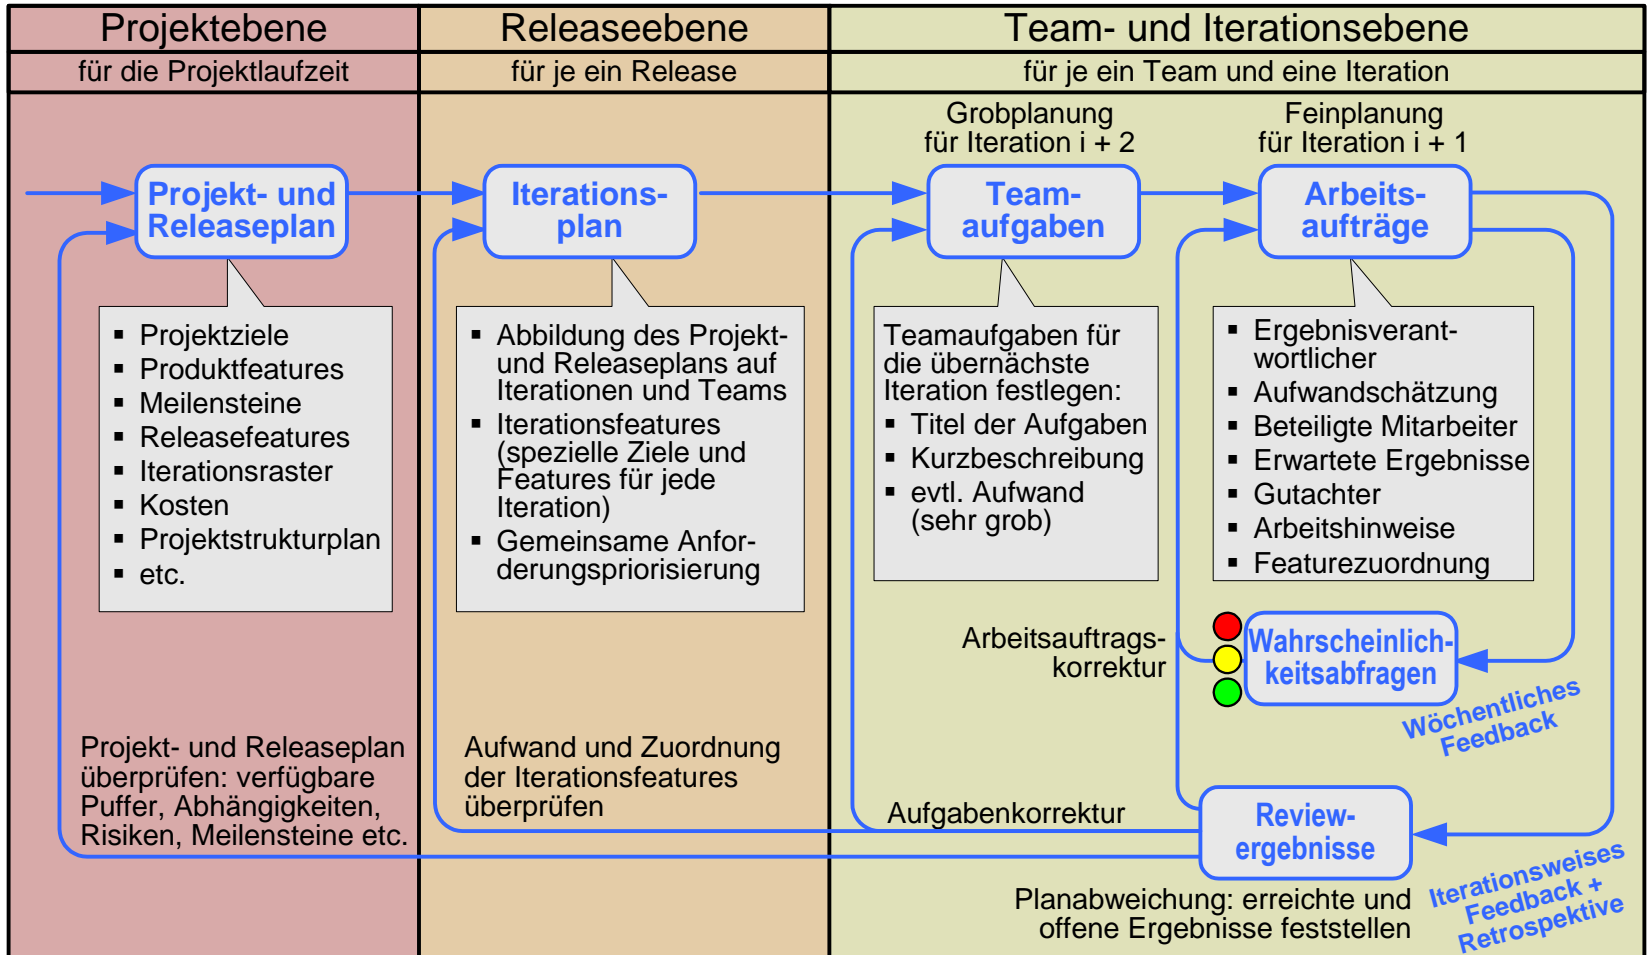 Projektebene
für die Projektlaufzeit
Projekt- und
Releaseplan
▪ Projektziele
▪ Produktfeatures
▪ Meilensteine
▪ Releasefeatures
▪ Iterationsraster
▪ Kosten
▪ Projektstrukturplan
▪ etc.
Projekt- und Releaseplan
überprüfen: verfügbare
Puffer, Abhängigkeiten,
Risiken, Meilensteine etc.
Releaseebene
für je ein Release
Iterations-
plan
▪ Abbildung des Projekt-
und Releaseplans auf
Iterationen und Teams
▪ Iterationsfeatures
(spezielle Ziele und
Features für jede
Iteration)
▪ Gemeinsame Anfor-
derungspriorisierung
Aufwand und Zuordnung
der Iterationsfeatures
überprüfen
Team- und Iterationsebene
für je ein Team und eine Iteration
Grobplanung
für Iteration i + 2
Team-
aufgaben
Teamaufgaben für
die übernächste
Iteration festlegen:
▪ Titel der Aufgaben
▪ Kurzbeschreibung
▪ evtl. Aufwand
(sehr grob)
Feinplanung
für Iteration i + 1
Arbeits-
aufträge
▪ Ergebnisverant-
wortlicher
▪ Aufwandschätzung
▪ Beteiligte Mitarbeiter
▪ Erwartete Ergebnisse
▪ Gutachter
▪ Arbeitshinweise
▪ Featurezuordnung
Arbeitsauftrags-
korrektur
Wahrscheinlich-
keitsabfragen
Wöchentliches
Feedback
Aufgabenkorrektur
Review-
ergebnisse
Iterationsweises
Feedback +
Retrospektive
Planabweichung: erreichte und
offene Ergebnisse feststellen